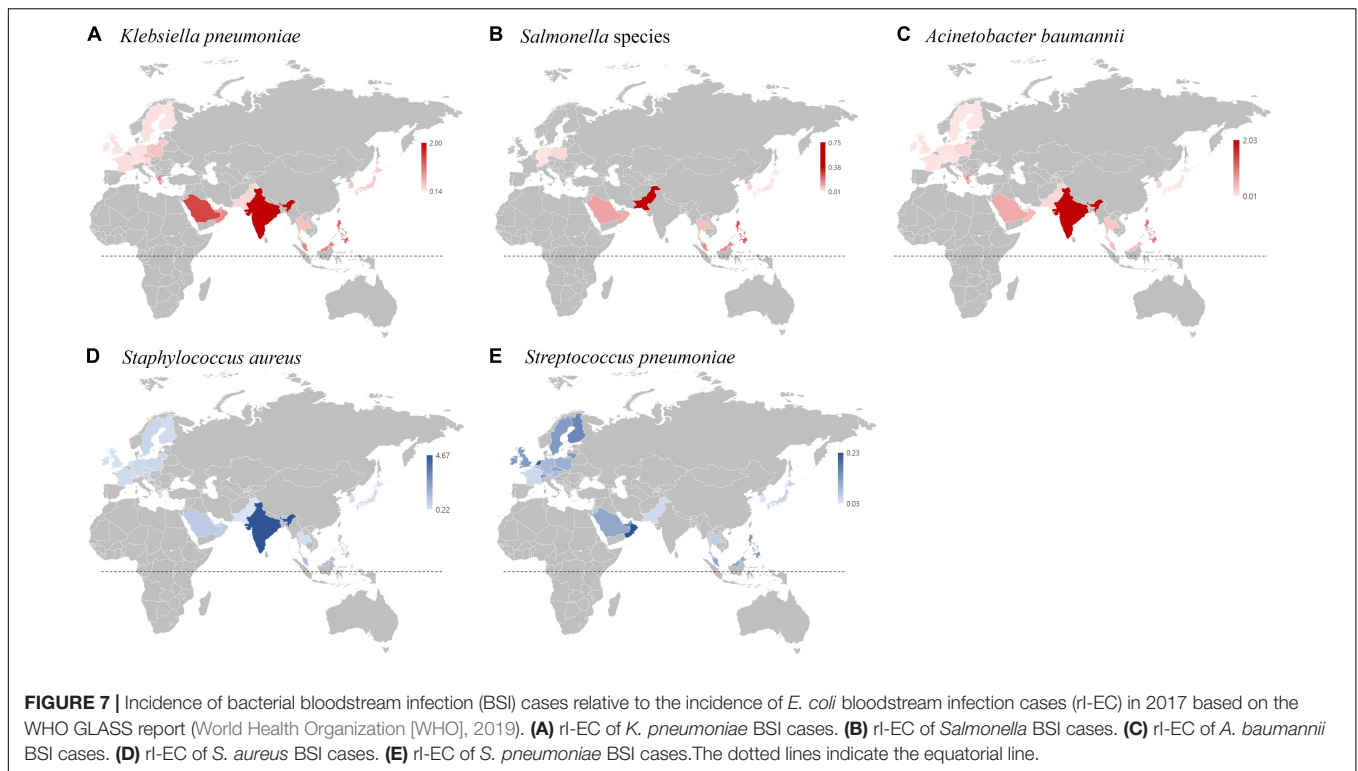 A Klebsiella pneumoniae
B Salmonella species
C Acinetobacter baumannii
2.00
0.14
0.75
0.38
0.01
2.03
0.01
D Staphylococcus aureus
E Streptococcus pneumoniae
4.67
0.22
0.23
0.03
FIGURE 7 | Incidence of bacterial bloodstream infection (BSI) cases relative to the incidence of E. coli bloodstream infection cases (rI-EC) in 2017 based on the
WHO GLASS report (World Health Organization [WHO], 2019). (A) rI-EC of K. pneumoniae BSI cases. (B) rI-EC of Salmonella BSI cases. (C) rI-EC of A. baumannii
BSI cases. (D) rI-EC of S. aureus BSI cases. (E) rI-EC of S. pneumoniae BSI cases.The dotted lines indicate the equatorial line.